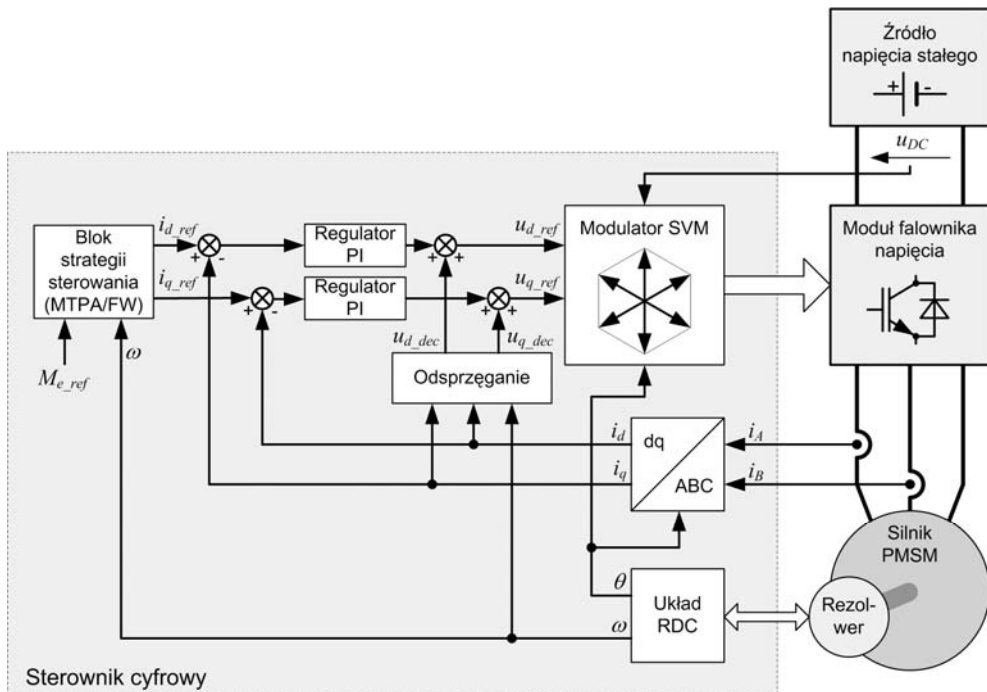 Źródło
napięcia stałego
+ -
u_DC
i_d_ref
i_q_ref
Blok
strategii
sterowania
(MTPA/FW)
ω
M_e_ref
+ -
+ -
Regulator
PI
Regulator
PI
+ +
+ +
u_d_ref
u_q_ref
u_d_dec
u_q_dec
Odsprzęganie
Modulator SVM
Moduł falownika
napięcia
i_d
i_q
dq
ABC
i_A
i_B
θ
ω
Układ
RDC
Silnik
PMSM
Rezol-
wer
Sterownik cyfrowy